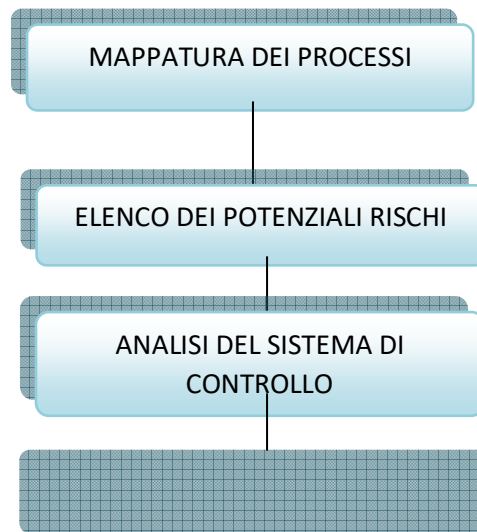 MAPPATURA DEI PROCESSI
ELENCO DEI POTENZIALI RISCHI
ANALISI DEL SISTEMA DI
CONTROLLO